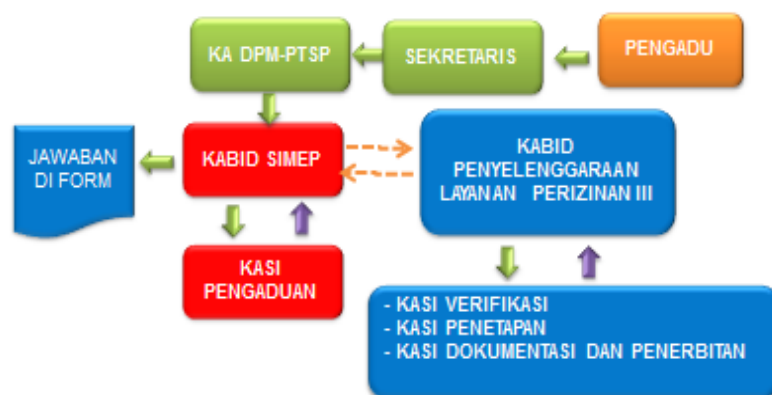 KA DPM-PTSP
SEKRETARIS
PENGADU
JAWABAN
DI FORM
KABID SIMEP
KABID
PENYELENGGARAAN
LAYANAN PERIZINAN III
KASI
PENGADUAN
- KASI VERIFIKASI
- KASI PENETAPAN
- KASI DOKUMENTASI DAN PENERBITAN